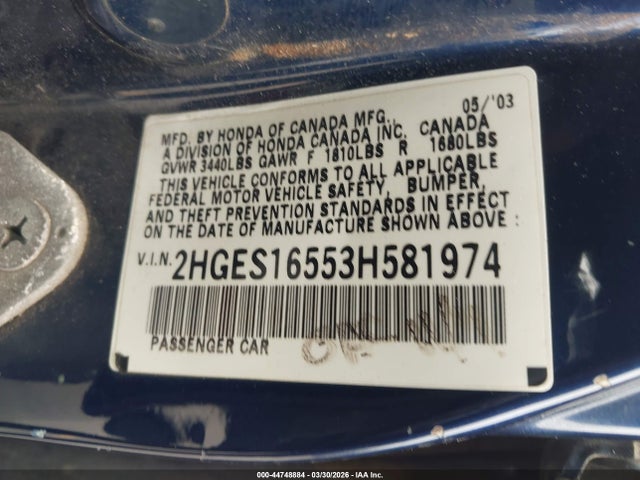 05/'03
MFD. BY HONDA OF CANADA MFG.,
A DIVISION OF HONDA CANADA INC. CANADA
GVWR 3440LBS GAWR F 1810LBS R 1680LBS
THIS VEHICLE CONFORMS TO ALL APPLICABLE
FEDERAL MOTOR VEHICLE SAFETY, BUMPER,
AND THEFT PREVENTION STANDARDS IN EFFECT
ON THE DATE OF MANUFACTURE SHOWN ABOVE :
V.I.N. 2HGES16553H581974
PASSENGER CAR
000-44748884 | 03/30/2026 | IAA Inc.